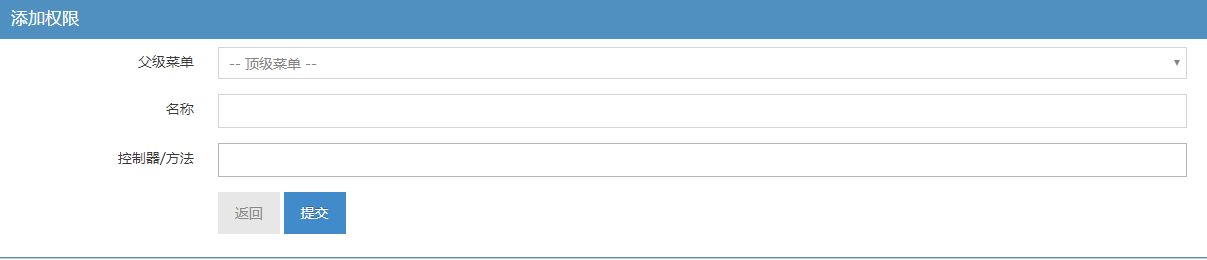 添加权限
父级菜单 -- 顶级菜单 --
名称
控制器/方法
返回 提交